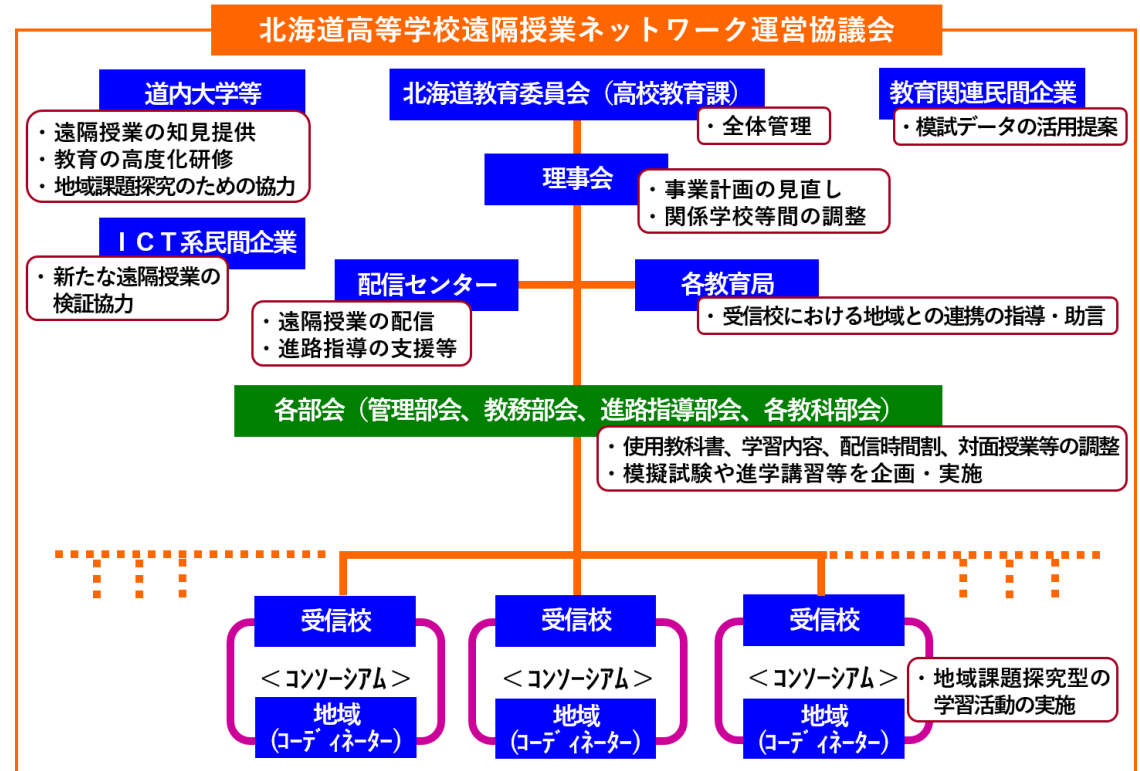 北海道高等学校遠隔授業ネットワーク運営協議会
道内大学等
・遠隔授業の知見提供
・教育の高度化研修
・地域課題探究のための協力
北海道教育委員会（高校教育課）
・全体管理
教育関連民間企業
・模試データの活用提案
理事会
・事業計画の見直し
・関係学校等間の調整
ＩＣＴ系民間企業
・新たな遠隔授業の
検証協力
配信センター
・遠隔授業の配信
・進路指導の支援等
各教育局
・受信校における地域との連携の指導・助言
各部会（管理部会、教務部会、進路指導部会、各教科部会）
・使用教科書、学習内容、配信時間割、対面授業等の調整
・模擬試験や進学講習等を企画・実施
受信校
＜コンソーシアム＞
地域
(コーディネーター)
受信校
＜コンソーシアム＞
地域
(コーディネーター)
受信校
＜コンソーシアム＞
地域
(コーディネーター)
・地域課題探究型の
学習活動の実施